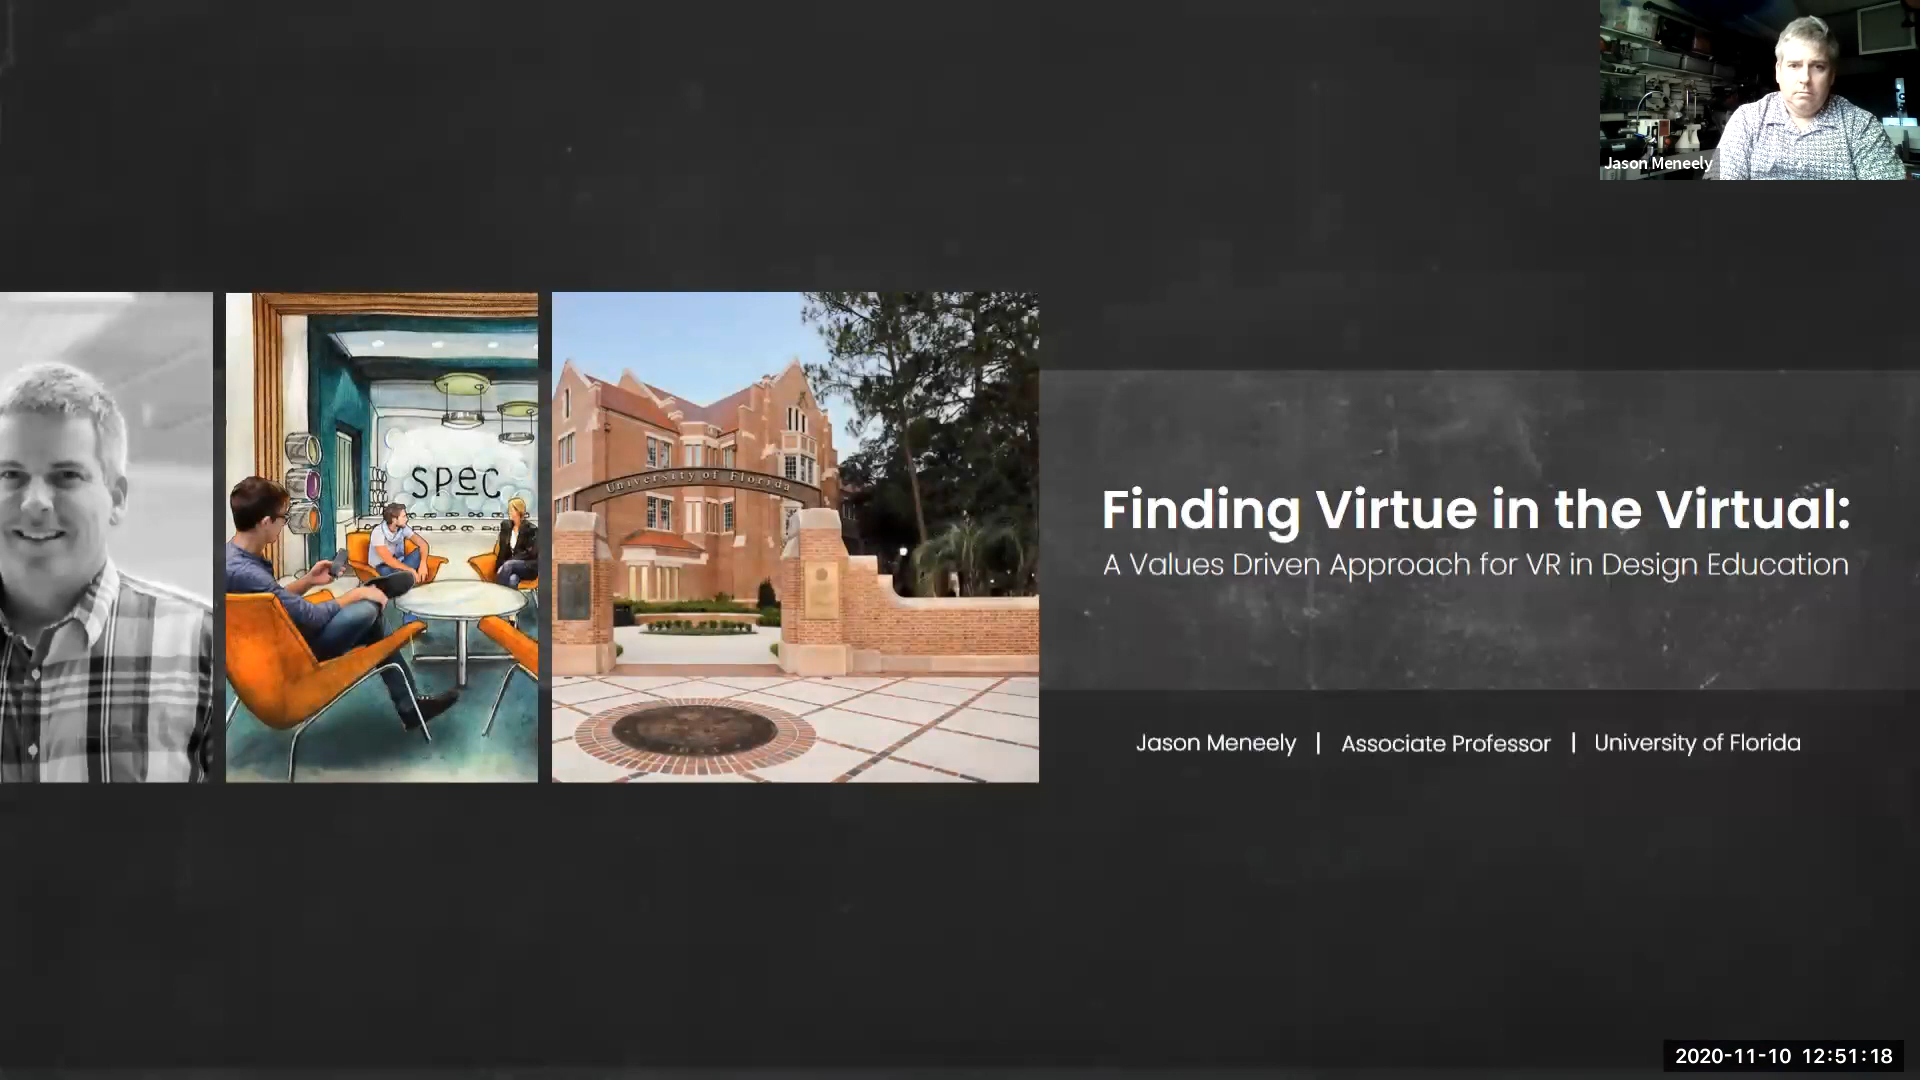 Jason Meneely
SPEC
University of Florida
Finding Virtue in the Virtual:
A Values Driven Approach for VR in Design Education
Jason Meneely | Associate Professor | University of Florida
2020-11-10 12:51:18